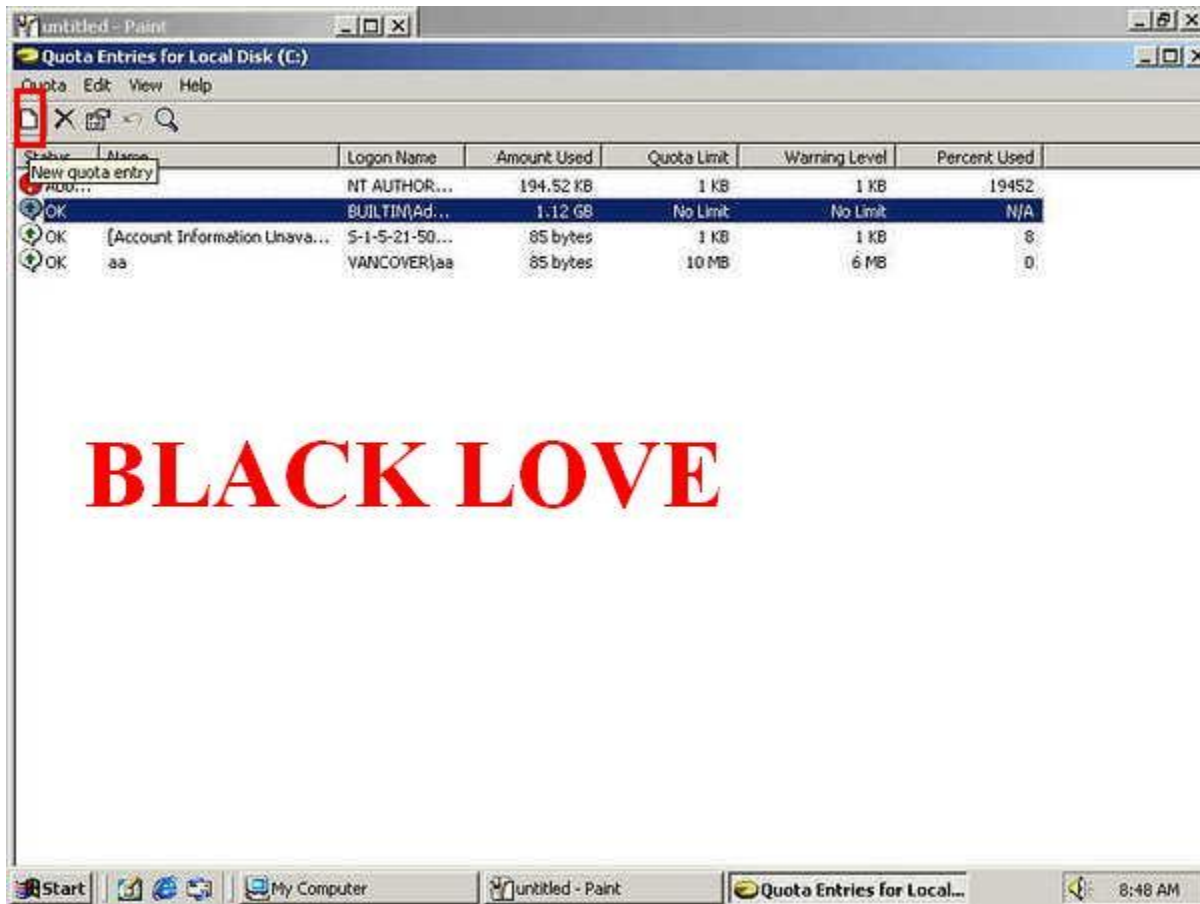 untitled - Paint
Quota Entries for Local Disk (C:)
Quota Edit View Help
Status Name Logon Name Amount Used Quota Limit Warning Level Percent Used
New quota entry
NT AUTHOR... 194.52 KB 1 KB 1 KB 19452
OK BUILTIN\Ad... 1.12 GB No Limit No Limit N/A
OK [Account Information Unava... S-1-5-21-50... 85 bytes 1 KB 1 KB 8
OK aa VANCOVER\aa 85 bytes 10 MB 6 MB 0
BLACK LOVE
Start My Computer untitled - Paint Quota Entries for Local... 8:48 AM